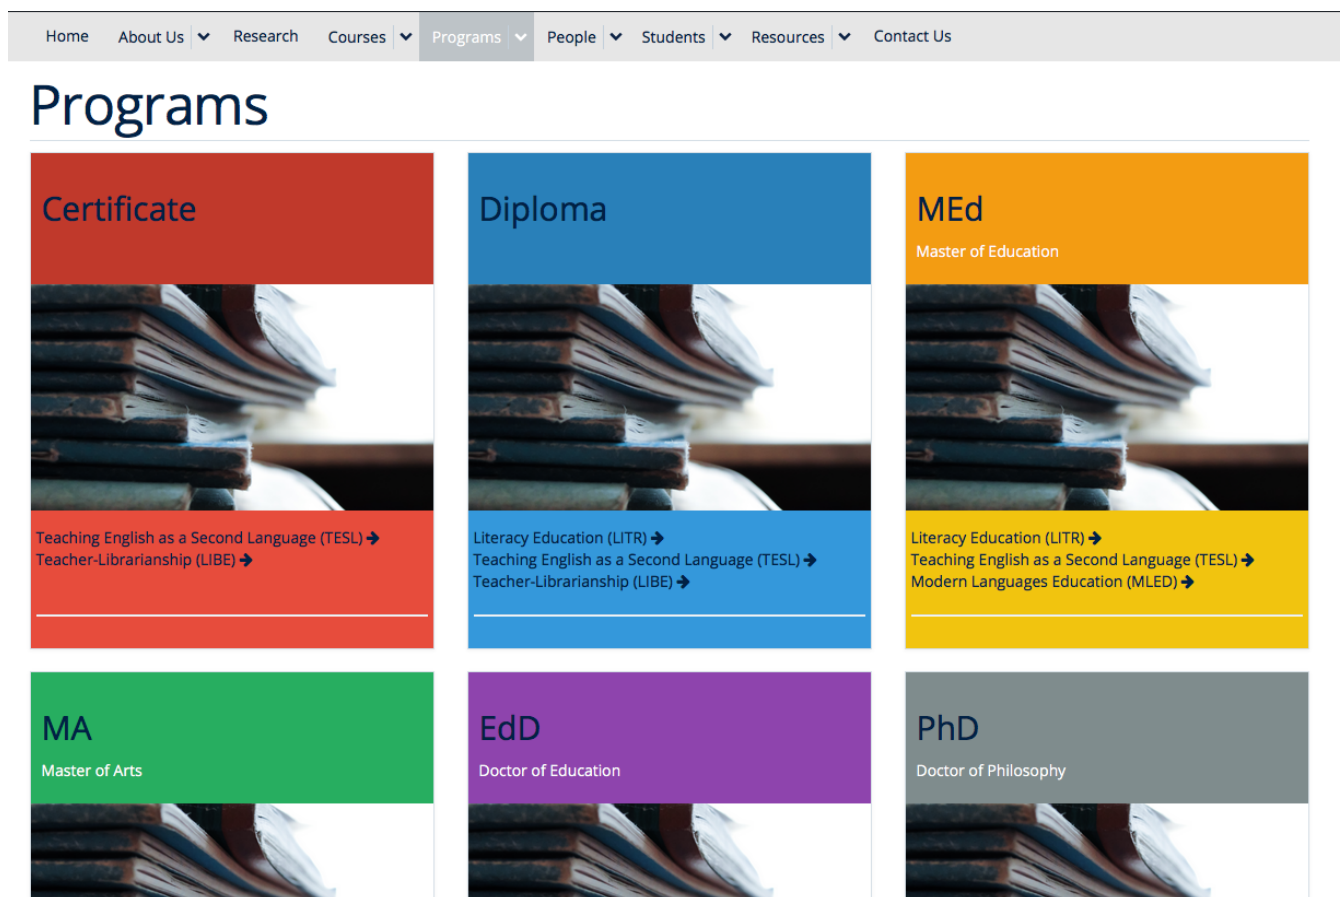 Home About Us Research Courses Programs People Students Resources Contact Us
Programs
Certificate
Teaching English as a Second Language (TESL)
Teacher-Librarianship (LIBE)
Diploma
Literacy Education (LITR)
Teaching English as a Second Language (TESL)
Teacher-Librarianship (LIBE)
MEd
Master of Education
Literacy Education (LITR)
Teaching English as a Second Language (TESL)
Modern Languages Education (MLED)
MA
Master of Arts
EdD
Doctor of Education
PhD
Doctor of Philosophy